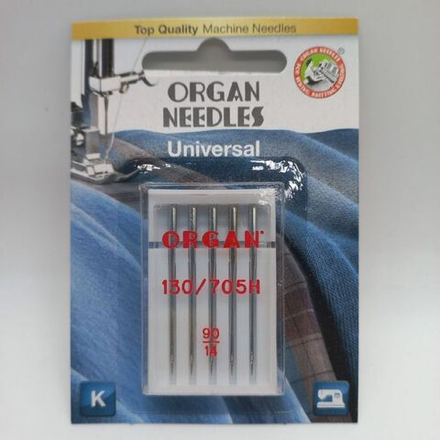 Top Quality Machine Needles
ORGAN
NEEDLES
Universal
ORGAN
130/705H
90
14
K